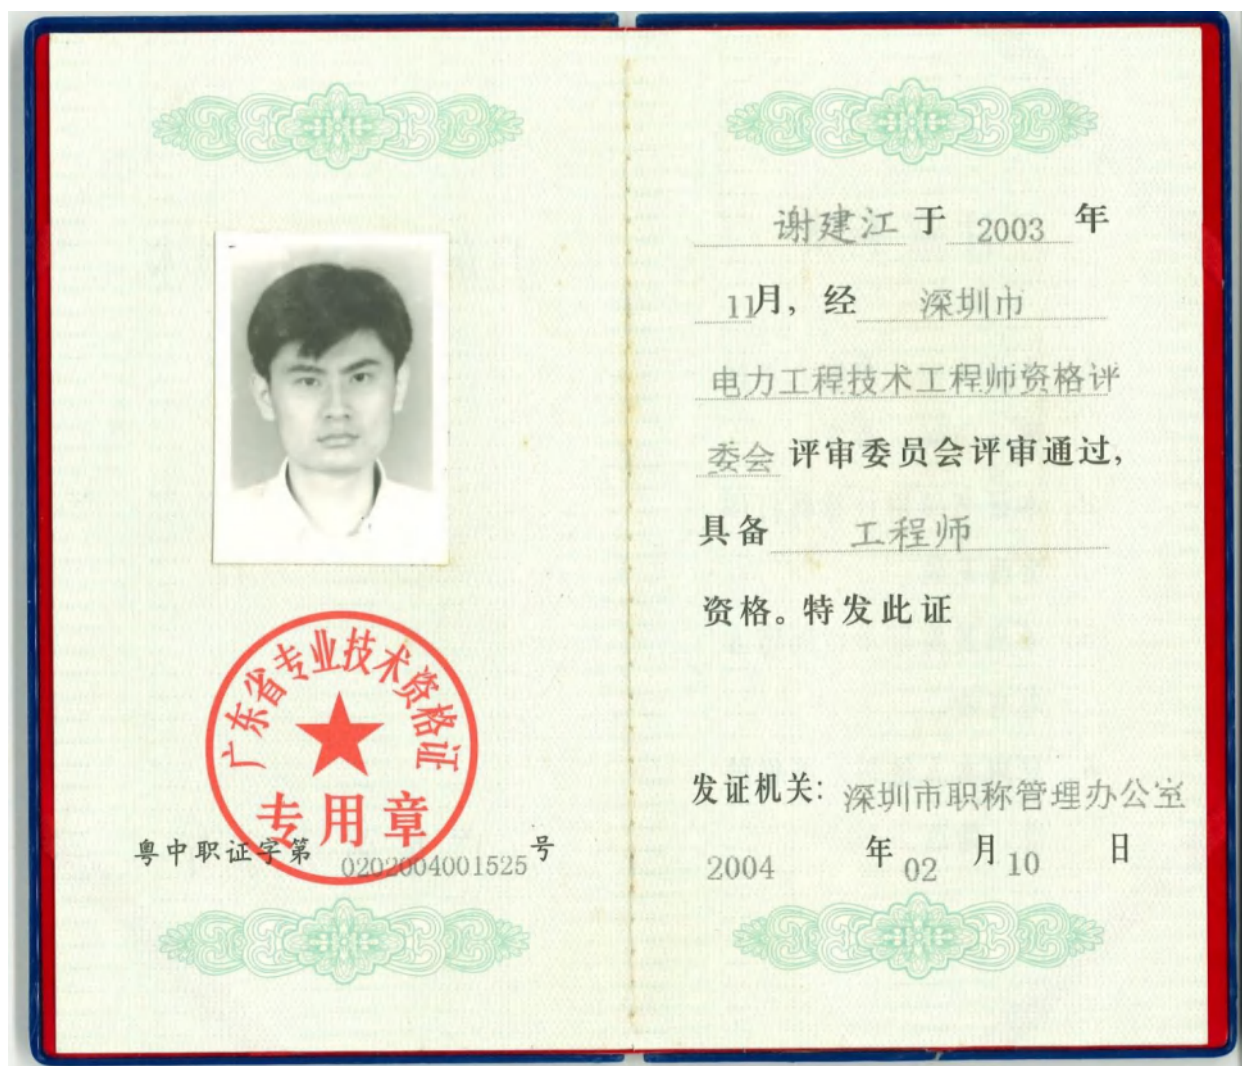 广东省专业技术资格证
专用章
粤中职证字第 0202004001525 号
谢建江 于 2003 年
11月, 经 深圳市
电力工程技术工程师资格评
委会 评审委员会评审通过,
具备 工程师
资格。特发此证
发证机关: 深圳市职称管理办公室
2004 年 02 月 10 日